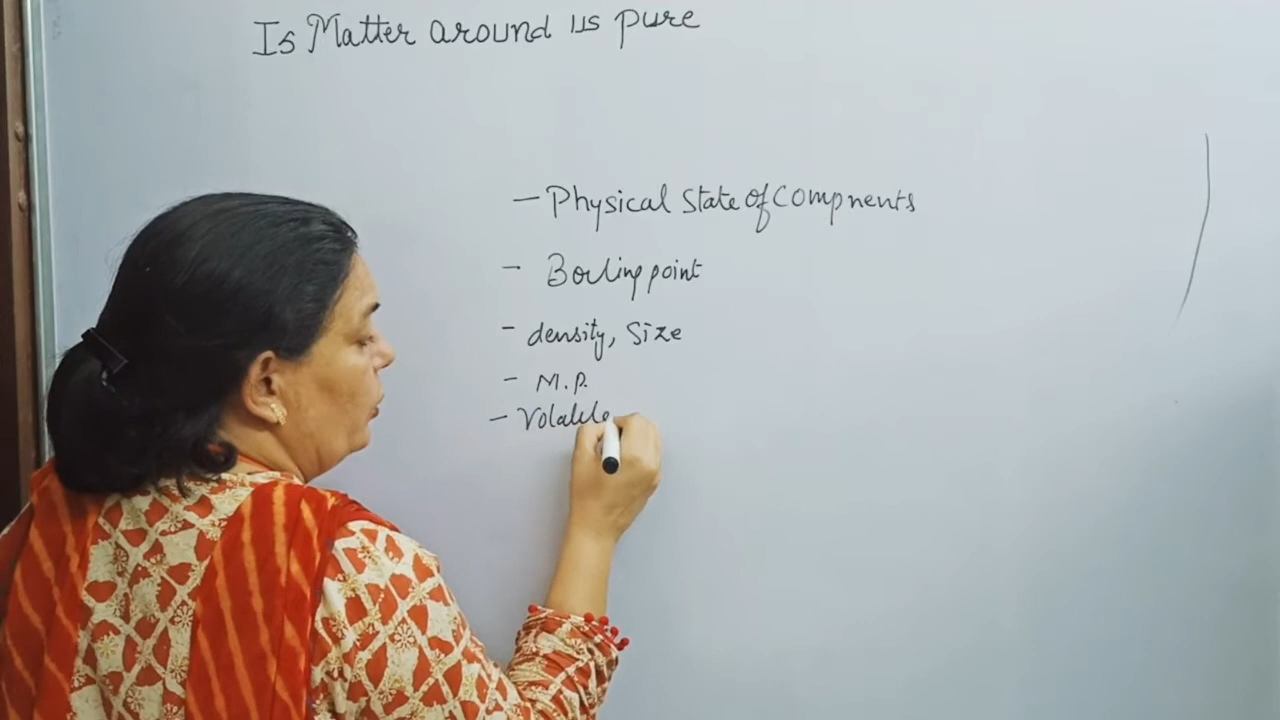 Is Matter around us pure
- Physical State of Compnents
- Boiling point
- density, Size
- M.P.
- Volatile